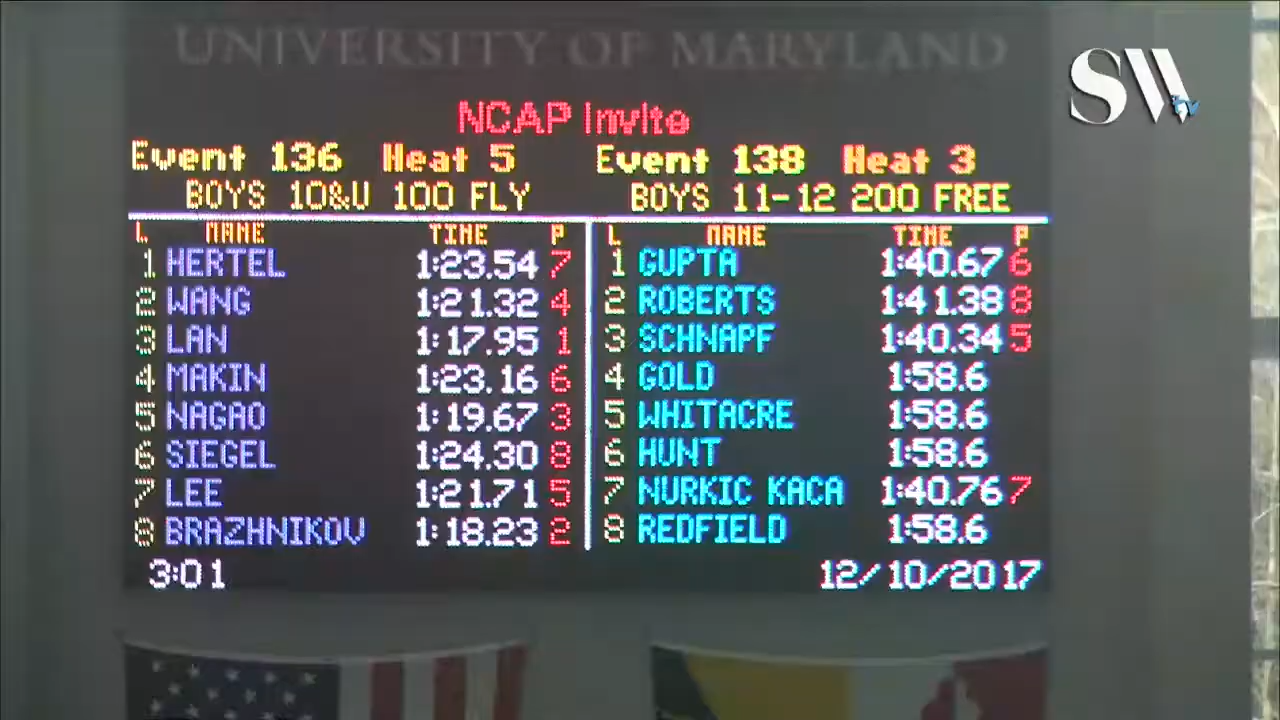 UNIVERSITY OF MARYLAND
SW
TV
NCAP Invite
Event 136 Heat 5
BOYS 10&U 100 FLY
L NAME TIME P
1 HERTEL 1:23.54 7
2 WANG 1:21.32 4
3 LAN 1:17.95 1
4 MAKIN 1:23.16 6
5 NAGAO 1:19.67 3
6 SIEGEL 1:24.30 8
7 LEE 1:21.71 5
8 BRAZHNIKOV 1:18.23 2
Event 138 Heat 3
BOYS 11-12 200 FREE
L NAME TIME P
1 GUPTA 1:40.67 6
2 ROBERTS 1:41.38 8
3 SCHNAPF 1:40.34 5
4 GOLD 1:58.6
5 WHITACRE 1:58.6
6 HUNT 1:58.6
7 NURKIC KACA 1:40.76 7
8 REDFIELD 1:58.6
3:01
12/10/2017